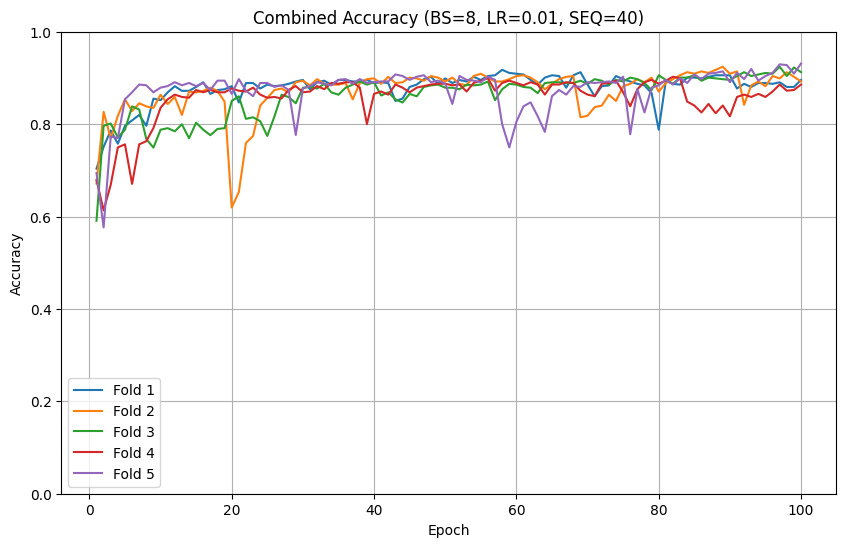 Combined Accuracy (BS=8, LR=0.01, SEQ=40)
1.0
0.8
0.6
0.4
0.2
0.0
Accuracy
Fold 1
Fold 2
Fold 3
Fold 4
Fold 5
0 20 40 60 80 100
Epoch